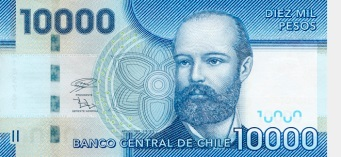 10000
DIEZ MIL
PESOS
BANCO CENTRAL DE CHILE
10000